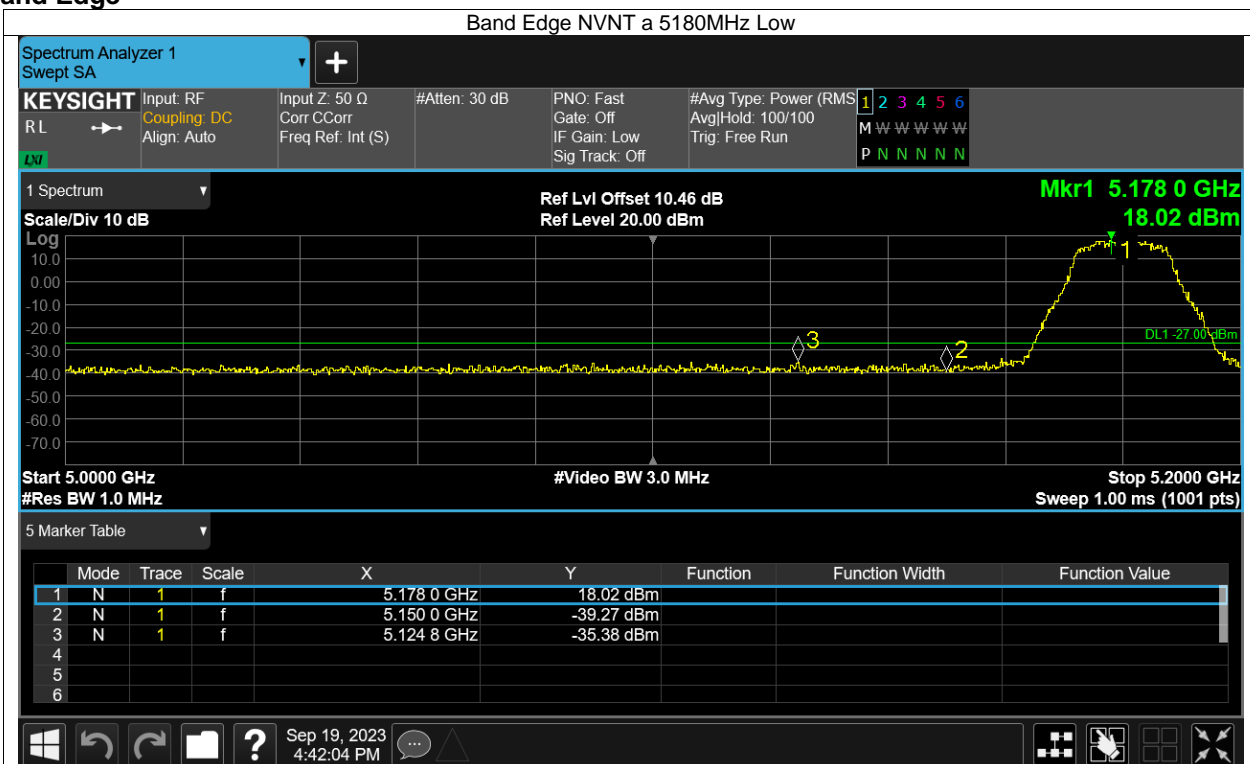 and Edge
Band Edge NVNT a 5180MHz Low
Spectrum Analyzer 1
Swept SA
KEYSIGHT Input: RF Input Z: 50 Ω #Atten: 30 dB PNO: Fast #Avg Type: Power (RMS 1 2 3 4 5 6
RL Coupling: DC Corr CCorr Gate: Off Avg|Hold: 100/100 M W W W W W
Align: Auto Freq Ref: Int (S) IF Gain: Low Trig: Free Run
LXI Sig Track: Off P N N N N N
1 Spectrum Ref Lvl Offset 10.46 dB Mkr1 5.178 0 GHz
Scale/Div 10 dB Ref Level 20.00 dBm 18.02 dBm
Log
10.0 1
0.00
-10.0
-20.0 DL1 -27.00 dBm
-30.0 3 2
-40.0
-50.0
-60.0
-70.0
Start 5.0000 GHz #Video BW 3.0 MHz Stop 5.2000 GHz
#Res BW 1.0 MHz Sweep 1.00 ms (1001 pts)
5 Marker Table
Mode Trace Scale X Y Function Function Width Function Value
1 N 1 f 5.178 0 GHz 18.02 dBm
2 N 1 f 5.150 0 GHz -39.27 dBm
3 N 1 f 5.124 8 GHz -35.38 dBm
4
5
6
? Sep 19, 2023
4:42:04 PM